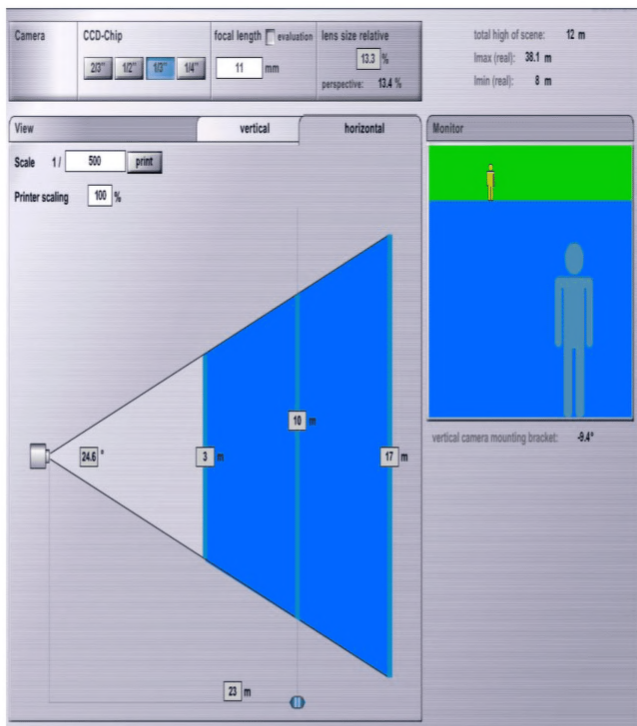 Camera
CCD-Chip
focal length evaluation
lens size relative
total high of scene: 12 m
2/3" 1/2" 1/3" 1/4"
11 mm
13.3 %
lmax (real): 38.1 m
perspective: 13.4 %
lmin (real): 8 m
View
vertical
horizontal
Monitor
Scale 1/ 500 print
Printer scaling 100 %
10 m
24.6 °
3 m
17 m
vertical camera mounting bracket: -9.4°
23 m